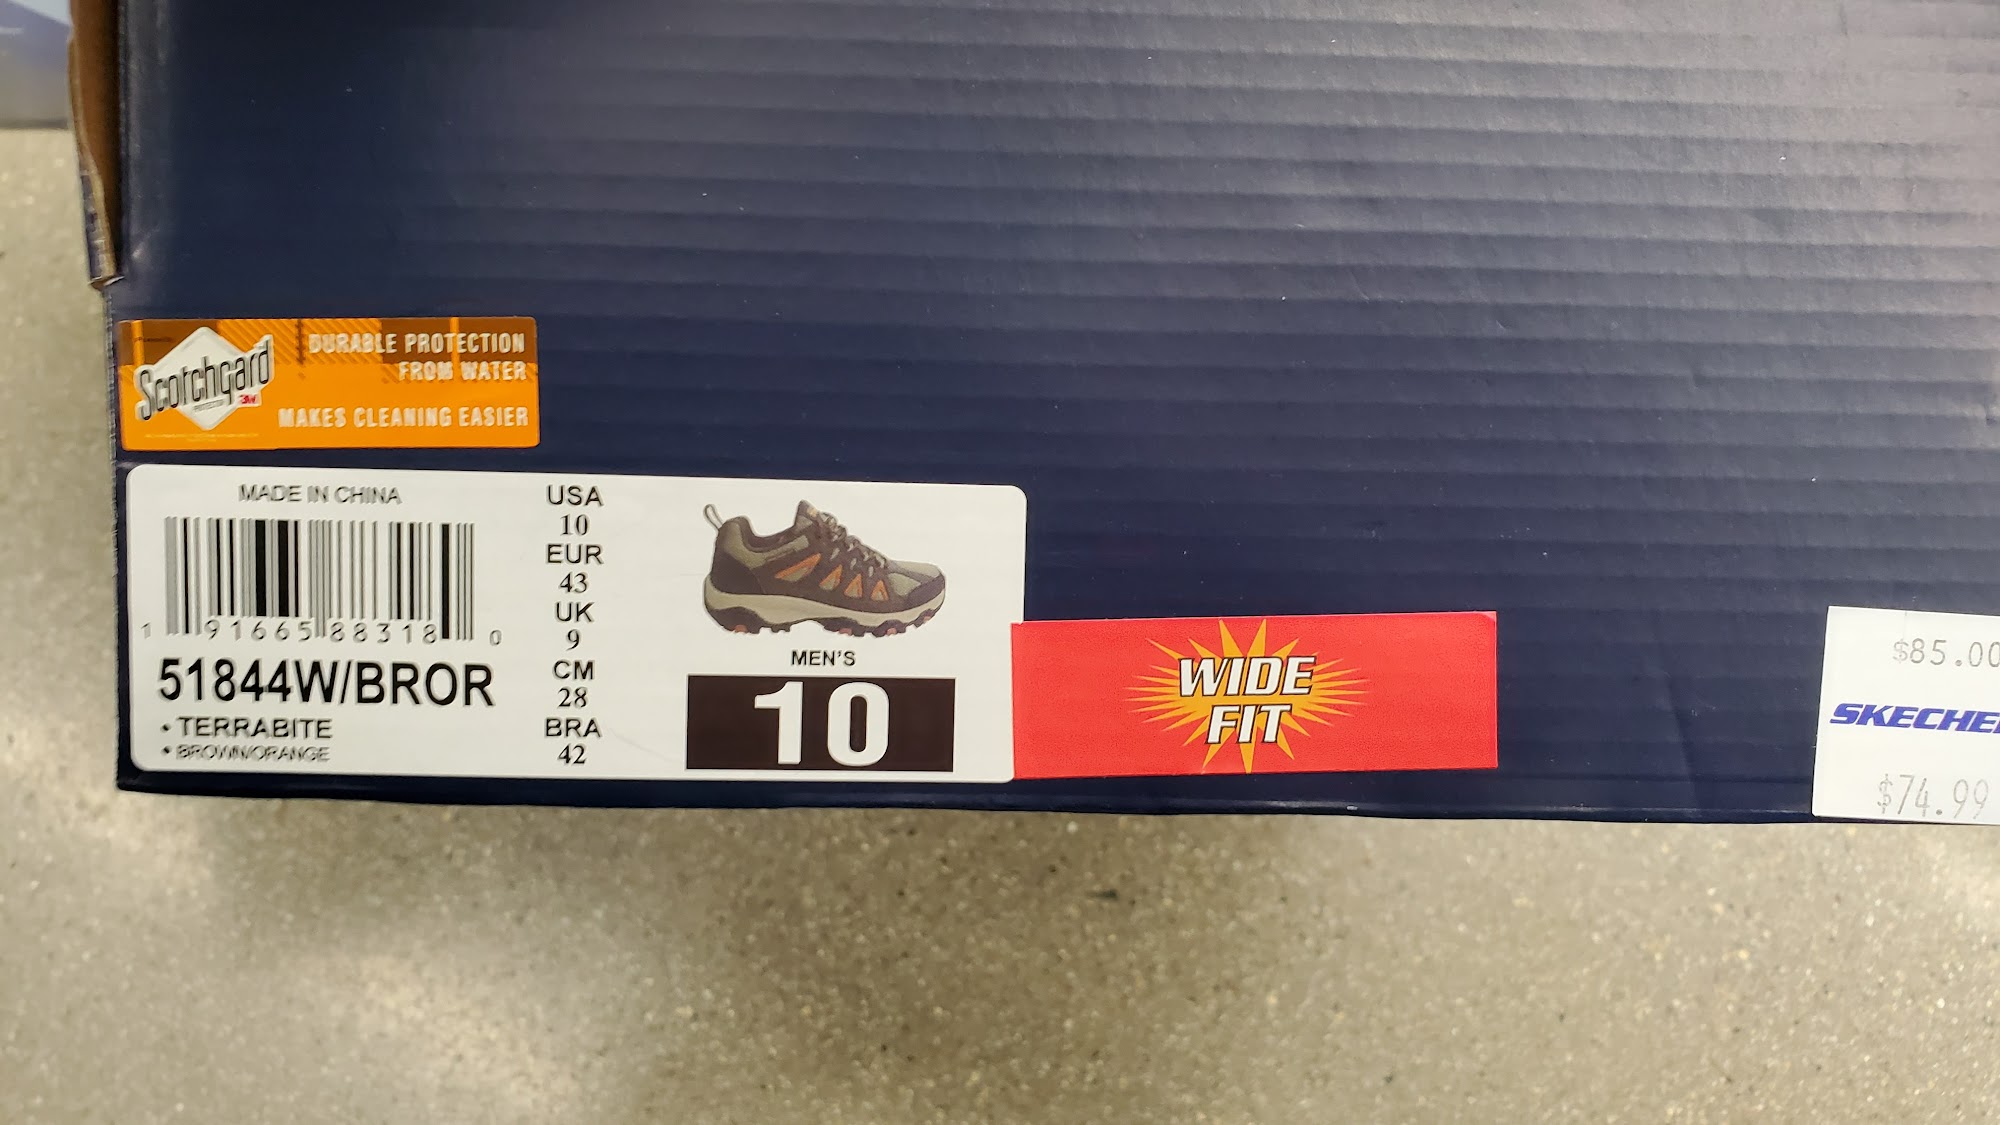 Scotchgard
PROTECTOR 3M
DURABLE PROTECTION
FROM WATER
MAKES CLEANING EASIER
MADE IN CHINA
1 91665 88318 0
51844W/BROR
• TERRABITE
• BROWN/ORANGE
USA
10
EUR
43
UK
9
CM
28
BRA
42
MEN'S
10
WIDE
FIT
$85.00
SKECHE
$74.99